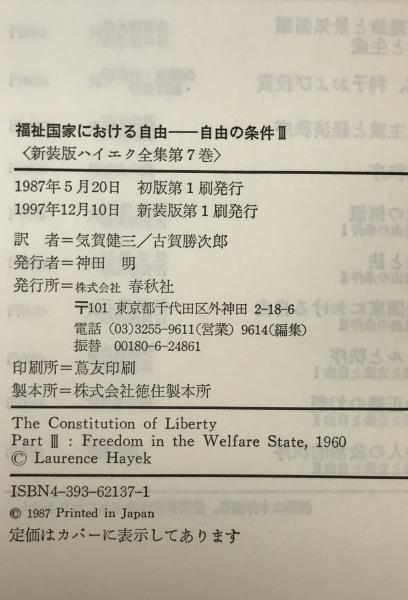 福祉国家における自由——自由の条件Ⅲ
〈新装版ハイエク全集第7巻〉
1987年5月20日 初版第1刷発行
1997年12月10日 新装版第1刷発行
訳 者＝気賀健三／古賀勝次郎
発行者＝神田 明
発行所＝株式会社 春秋社
〒101 東京都千代田区外神田 2-18-6
電話 (03)3255-9611(営業) 9614(編集)
振替 00180-6-24861
印刷所＝蔦友印刷
製本所＝株式会社徳住製本所
The Constitution of Liberty
Part Ⅲ : Freedom in the Welfare State, 1960
Ⓒ Laurence Hayek
ISBN4-393-62137-1
Ⓒ 1987 Printed in Japan
定価はカバーに表示してあります